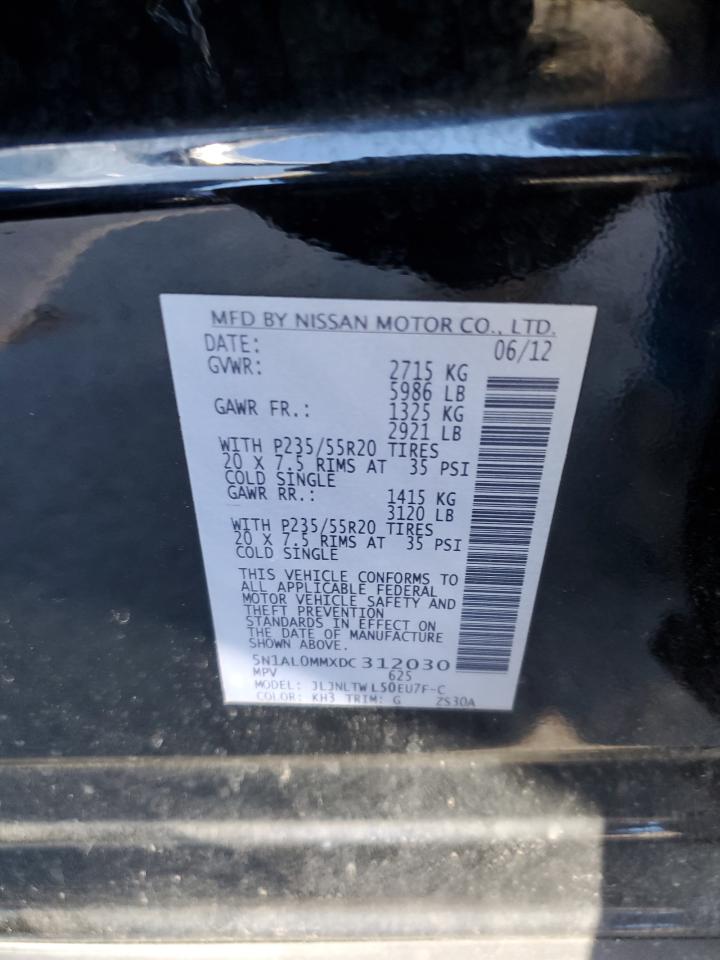 MFD BY NISSAN MOTOR CO., LTD.
DATE: 06/12
GVWR: 2715 KG
5986 LB
GAWR FR.: 1325 KG
2921 LB
WITH P235/55R20 TIRES
20 X 7.5 RIMS AT 35 PSI
COLD SINGLE
GAWR RR.: 1415 KG
3120 LB
WITH P235/55R20 TIRES
20 X 7.5 RIMS AT 35 PSI
COLD SINGLE
THIS VEHICLE CONFORMS TO
ALL APPLICABLE FEDERAL
MOTOR VEHICLE SAFETY AND
THEFT PREVENTION
STANDARDS IN EFFECT ON
THE DATE OF MANUFACTURE
SHOWN ABOVE.
5N1AL0MMXDC312030
MPV 625
MODEL: JLJNLTWL50EU7F-C
COLOR: KH3 TRIM: G ZS30A